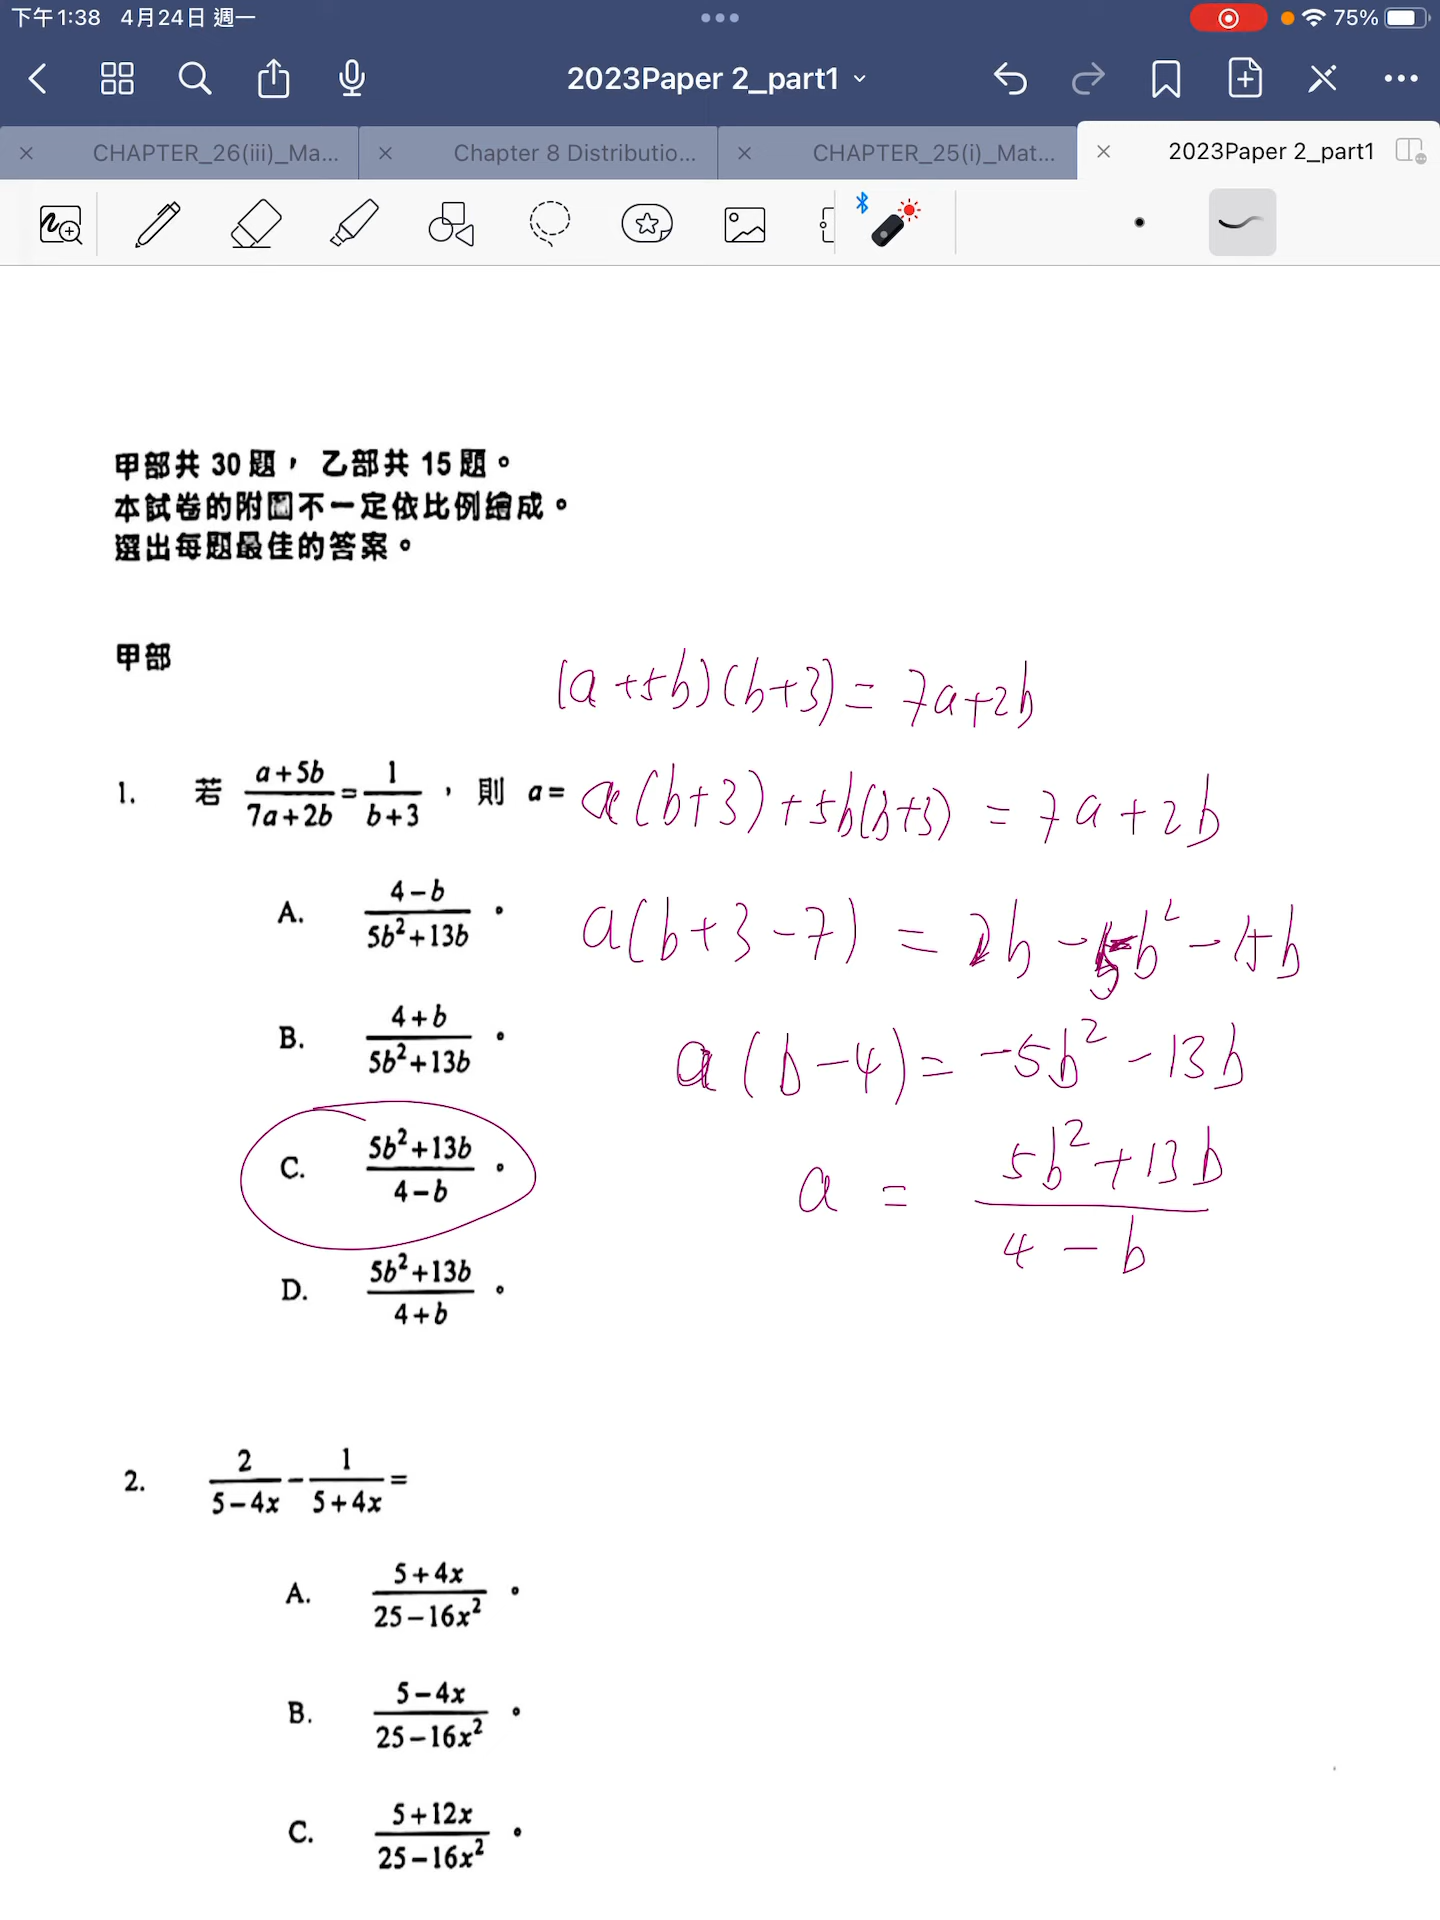 下午1:38 4月24日 週一 75%
2023Paper 2_part1
CHAPTER_26(iii)_Ma... Chapter 8 Distributio... CHAPTER_25(i)_Mat... 2023Paper 2_part1
甲部共 30 題， 乙部共 15 題。
本試卷的附圖不一定依比例繪成。
選出每題最佳的答案。
甲部
(a+5b)(b+3) = 7a+2b
1. 若 (a+5b)/(7a+2b) = 1/(b+3) ， 則 a=
a(b+3)+5b(b+3) = 7a+2b
A. (4−b)/(5b²+13b) 。
a(b+3−7) = 2b−5b²−15b
B. (4+b)/(5b²+13b) 。
a(b−4) = −5b²−13b
C. (5b²+13b)/(4−b) 。
a = (5b²+13b)/(4−b)
D. (5b²+13b)/(4+b) 。
2. 2/(5−4x) − 1/(5+4x) =
A. (5+4x)/(25−16x²) 。
B. (5−4x)/(25−16x²) 。
C. (5+12x)/(25−16x²) 。